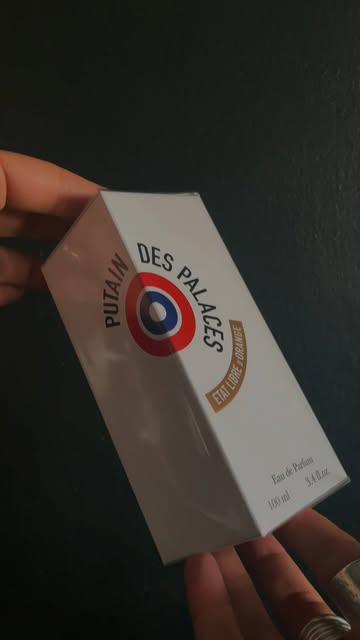 PUTAIN DES PALACES
ETAT LIBRE d'ORANGE
Eau de Parfum
100 ml 3.4 fl.oz.